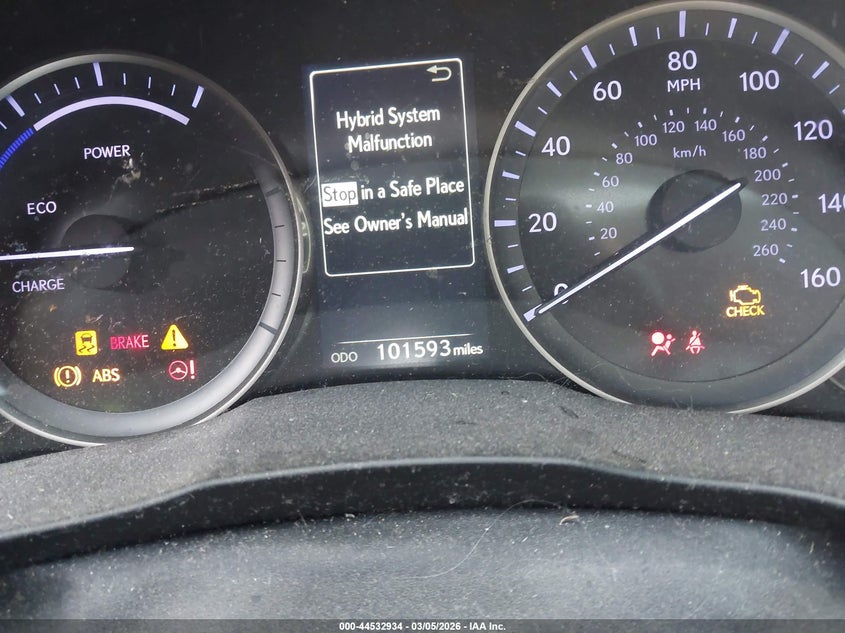 POWER
ECO
CHARGE
BRAKE
ABS
!
Hybrid System
Malfunction
Stop in a Safe Place
See Owner's Manual
ODO 101593 miles
0
20
40
60
80
100
120
140
160
MPH
20
40
60
80
100
120
140
160
180
200
220
240
260
km/h
CHECK
000-44532934 - 03/05/2026 - IAA Inc.